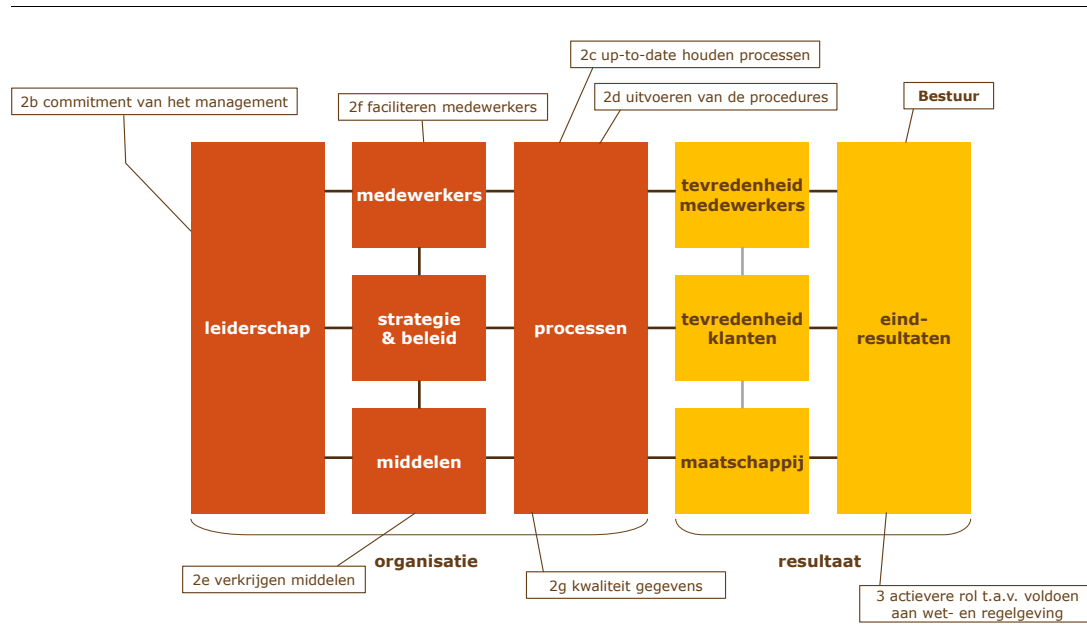 2c up-to-date houden processen
2b commitment van het management
2f faciliteren medewerkers
2d uitvoeren van de procedures
Bestuur
medewerkers
tevredenheid
medewerkers
leiderschap
strategie
& beleid
processen
tevredenheid
klanten
eind-
resultaten
middelen
maatschappij
organisatie
resultaat
2e verkrijgen middelen
2g kwaliteit gegevens
3 actievere rol t.a.v. voldoen
aan wet- en regelgeving